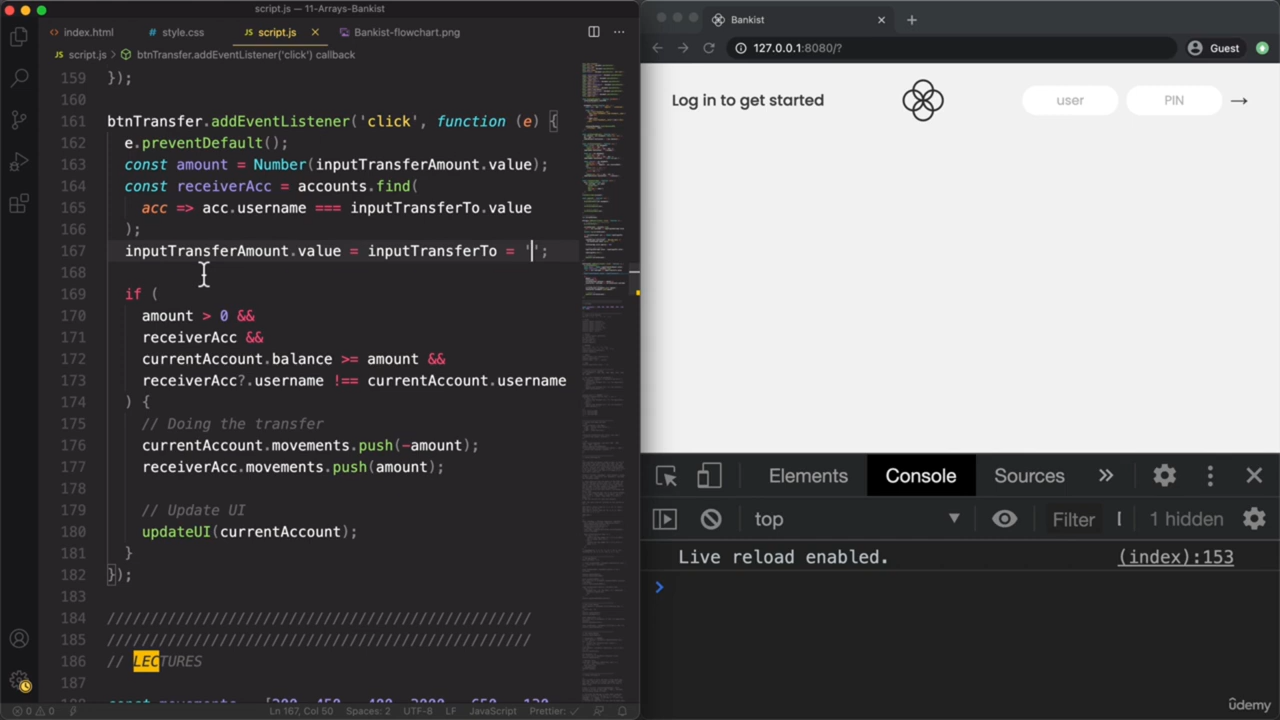 script.js — 11-Arrays-Bankist
index.html
style.css
script.js
Bankist-flowchart.png
script.js > btnTransfer.addEventListener('click') callback
});
160
161 btnTransfer.addEventListener('click', function (e) {
162 e.preventDefault();
163 const amount = Number(inputTransferAmount.value);
164 const receiverAcc = accounts.find(
165 acc => acc.username === inputTransferTo.value
);
inputTransferAmount.value = inputTransferTo = '';
168
169 if (
170 amount > 0 &&
171 receiverAcc &&
172 currentAccount.balance >= amount &&
173 receiverAcc?.username !== currentAccount.username
174 ) {
175 // Doing the transfer
176 currentAccount.movements.push(-amount);
177 receiverAcc.movements.push(amount);
178
179 // Update UI
180 updateUI(currentAccount);
181 }
182 });
183
184 /////////////////////////////////////////////////
185 /////////////////////////////////////////////////
186 // LECTURES
187
0 0
Ln 167, Col 50
Spaces: 2
UTF-8
LF
JavaScript
Prettier: ✓
Bankist
127.0.0.1:8080/?
Guest
Log in to get started
user
PIN
Elements
Console
Sources
top
Filter
1 hidden
Live reload enabled.
(index):153
udemy